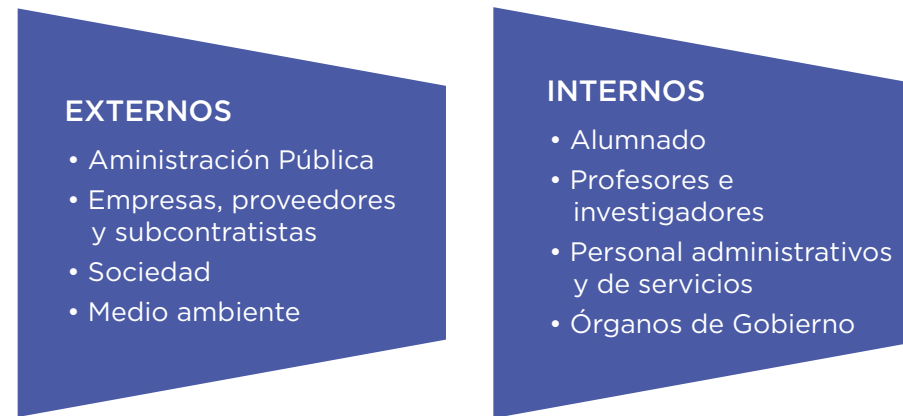 EXTERNOS
• Aministración Pública
• Empresas, proveedores
y subcontratistas
• Sociedad
• Medio ambiente
INTERNOS
• Alumnado
• Profesores e
investigadores
• Personal administrativos
y de servicios
• Órganos de Gobierno